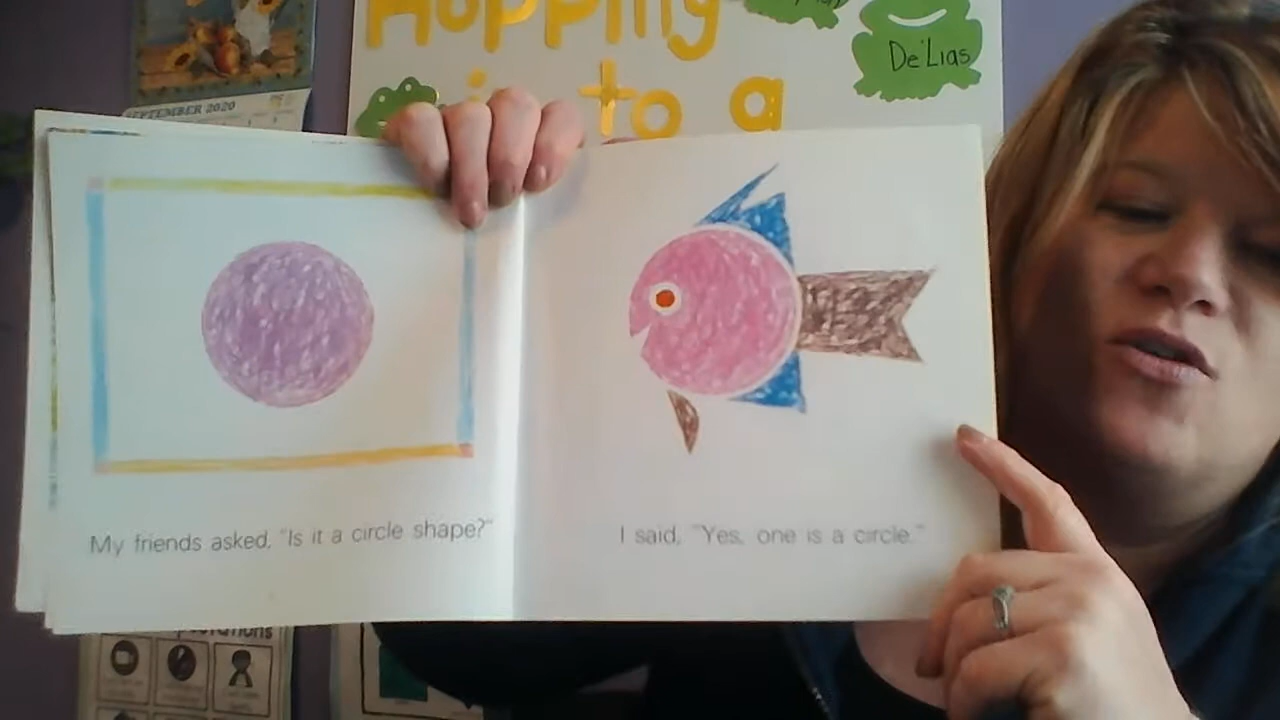 Hopping
De'Lias
SEPTEMBER 2020
to a
My friends asked, "Is it a circle shape?"
I said, "Yes, one is a circle."